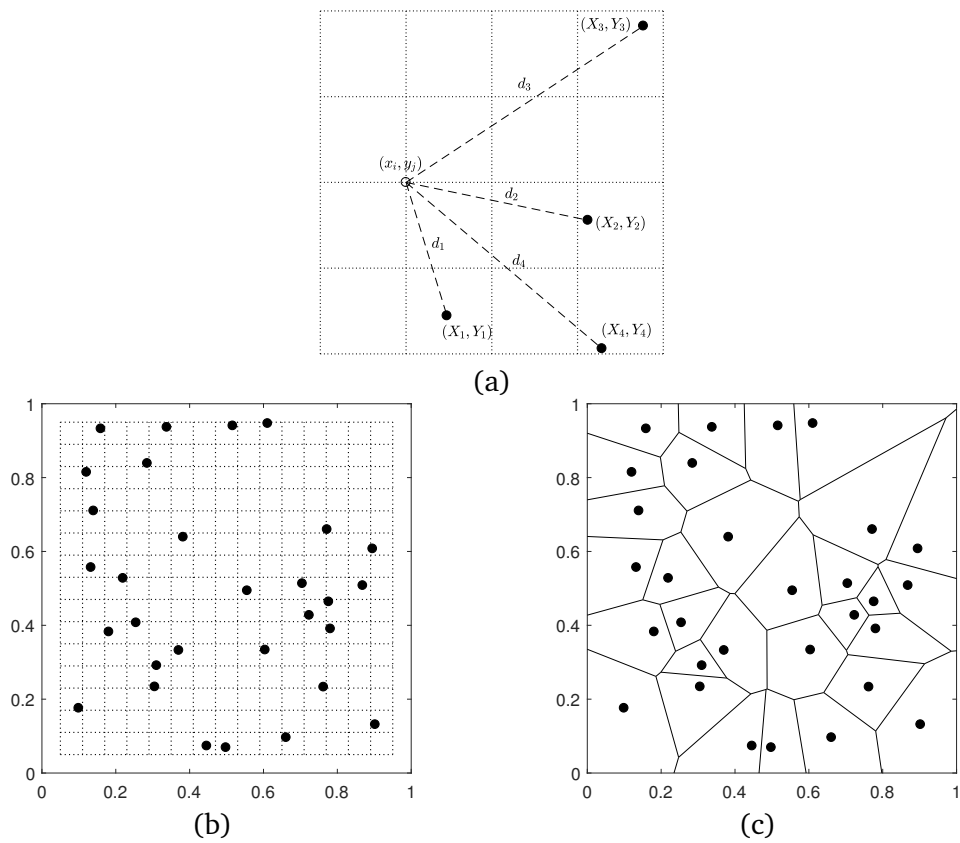 (X₃, Y₃)
d₃
(xᵢ, yⱼ)
d₂
(X₂, Y₂)
d₁
d₄
(X₁, Y₁)
(X₄, Y₄)
(a)
1
0.8
0.6
0.4
0.2
0
0 0.2 0.4 0.6 0.8 1
(b)
1
0.8
0.6
0.4
0.2
0
0 0.2 0.4 0.6 0.8 1
(c)